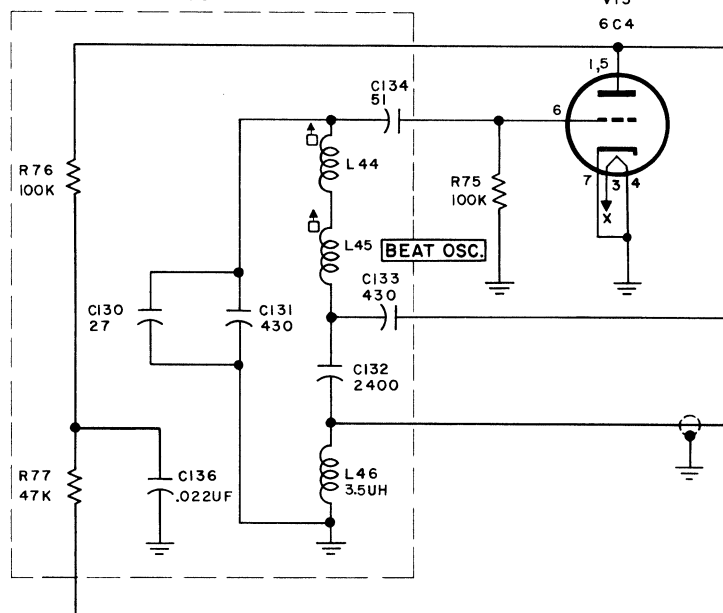 6C4
1,5
C134
51
6
L44
R76
100K
R75
100K
7
3
4
X
L45
BEAT OSC.
C133
430
C130
27
C131
430
C132
2400
R77
47K
C136
.022UF
L46
3.5UH